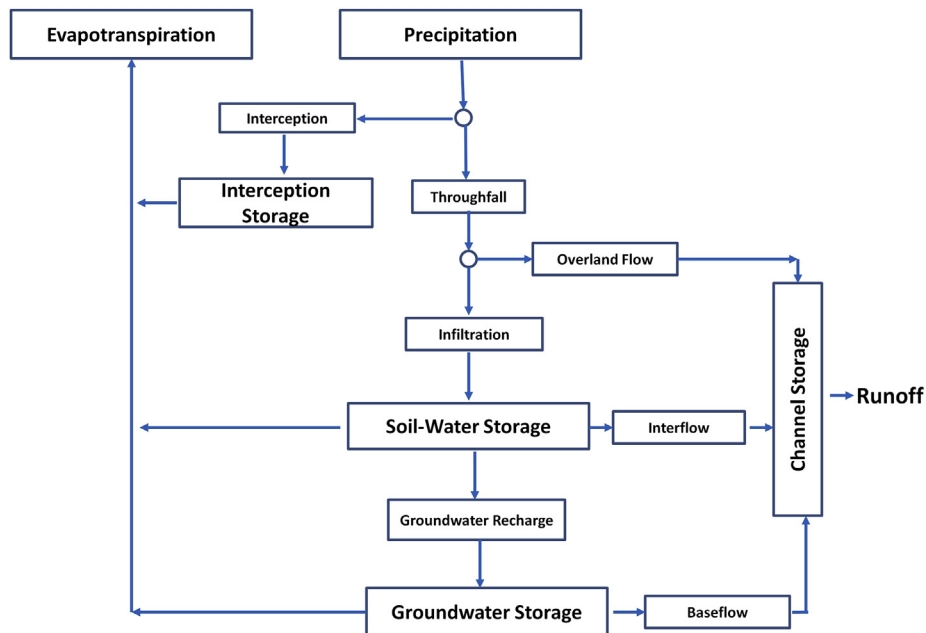 Evapotranspiration
Precipitation
Interception
Interception
Storage
Throughfall
Overland Flow
Infiltration
Channel Storage
Runoff
Soil-Water Storage
Interflow
Groundwater Recharge
Groundwater Storage
Baseflow